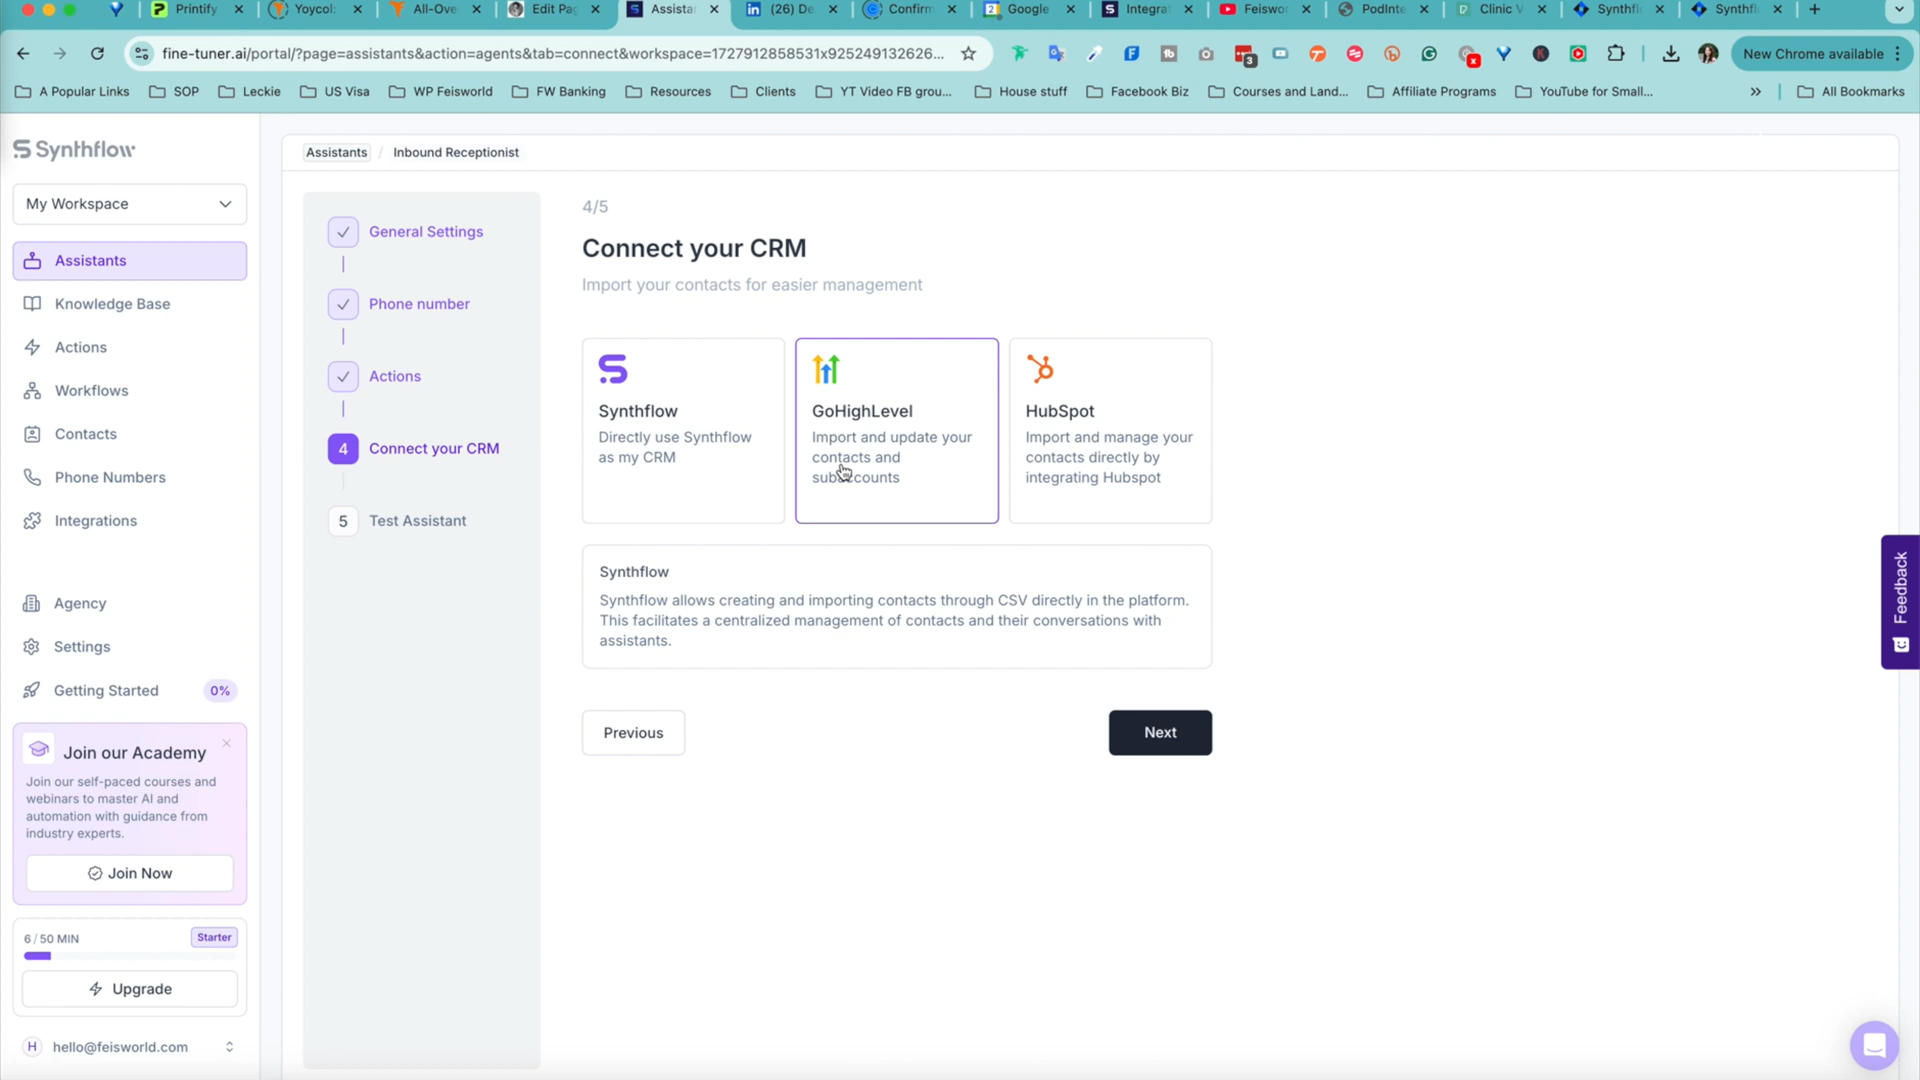 Printify
Yoycol:
All-Ove
Edit Pag
Assistan
(26) De
Confirm
Google
Integrat
Feiswor
PodInte
Clinic V
Synthfl
Synthfl
fine-tuner.ai/portal/?page=assistants&action=agents&tab=connect&workspace=1727912858531x925249132626...
3
New Chrome available
A Popular Links
SOP
Leckie
US Visa
WP Feisworld
FW Banking
Resources
Clients
YT Video FB grou...
House stuff
Facebook Biz
Courses and Land...
Affiliate Programs
YouTube for Small...
All Bookmarks
Synthflow
My Workspace
Assistants
Knowledge Base
Actions
Workflows
Contacts
Phone Numbers
Integrations
Agency
Settings
Getting Started 0%
Join our Academy
Join our self-paced courses and
webinars to master AI and
automation with guidance from
industry experts.
Join Now
6 / 50 MIN Starter
Upgrade
H hello@feisworld.com
Assistants / Inbound Receptionist
General Settings
Phone number
Actions
4 Connect your CRM
5 Test Assistant
4/5
Connect your CRM
Import your contacts for easier management
Synthflow
Directly use Synthflow
as my CRM
GoHighLevel
Import and update your
contacts and
subaccounts
HubSpot
Import and manage your
contacts directly by
integrating Hubspot
Synthflow
Synthflow allows creating and importing contacts through CSV directly in the platform.
This facilitates a centralized management of contacts and their conversations with
assistants.
Previous
Next
Feedback